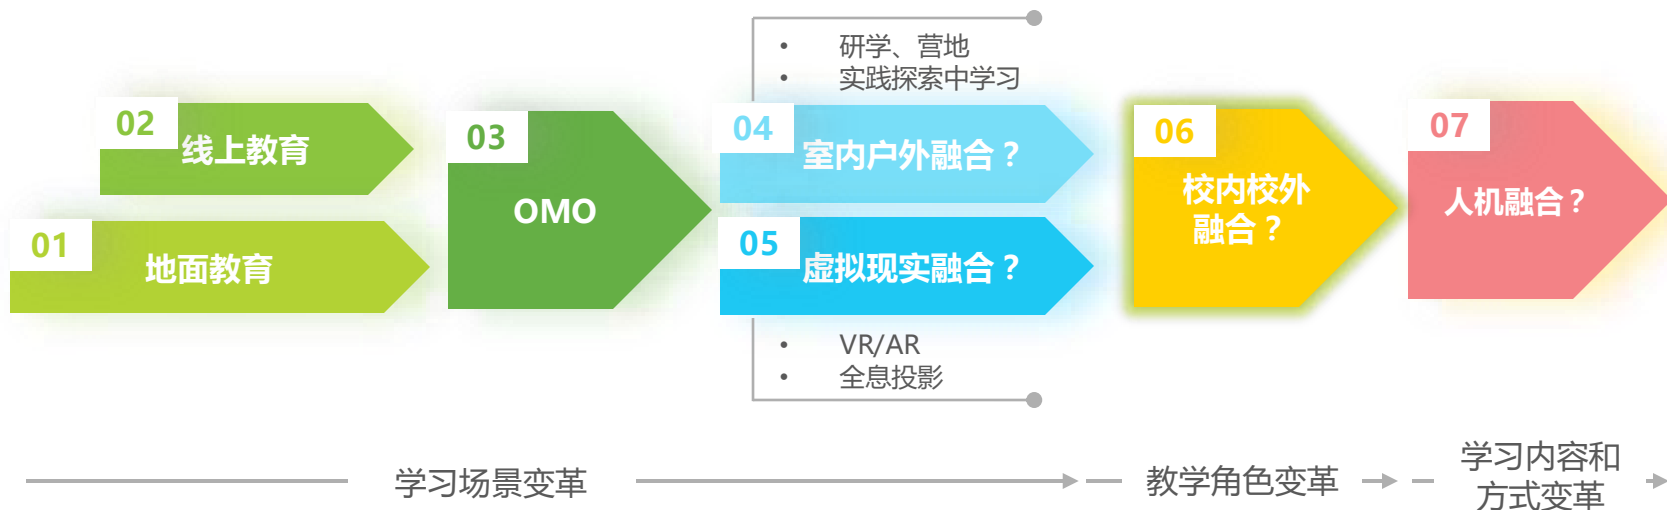 • 研学、营地
• 实践探索中学习
02
线上教育
01
地面教育
03
OMO
04
室内户外融合？
05
虚拟现实融合？
• VR/AR
• 全息投影
06
校内校外
融合？
07
人机融合？
学习场景变革
教学角色变革
学习内容和
方式变革